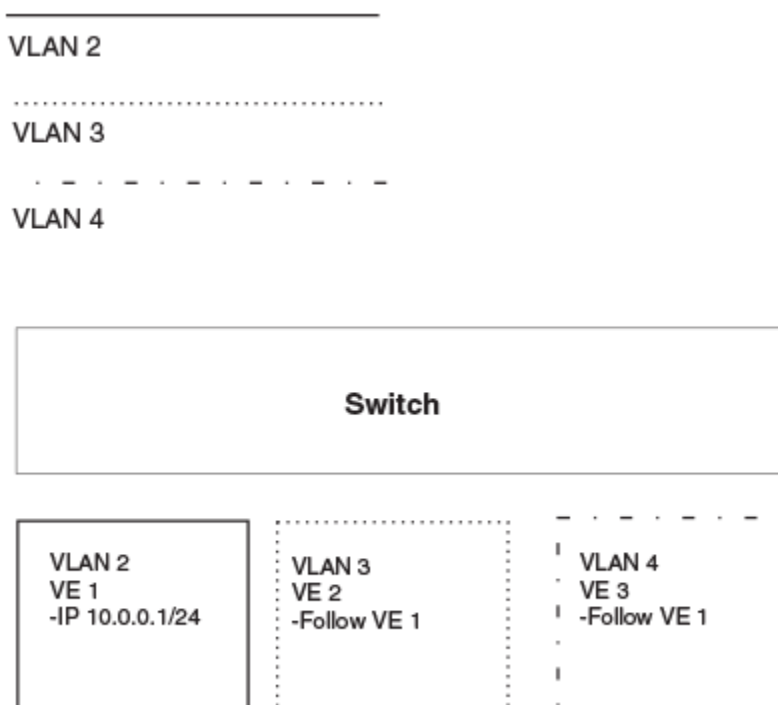 VLAN 2
VLAN 3
VLAN 4
Switch
VLAN 2
VE 1
-IP 10.0.0.1/24
VLAN 3
VE 2
-Follow VE 1
VLAN 4
VE 3
-Follow VE 1